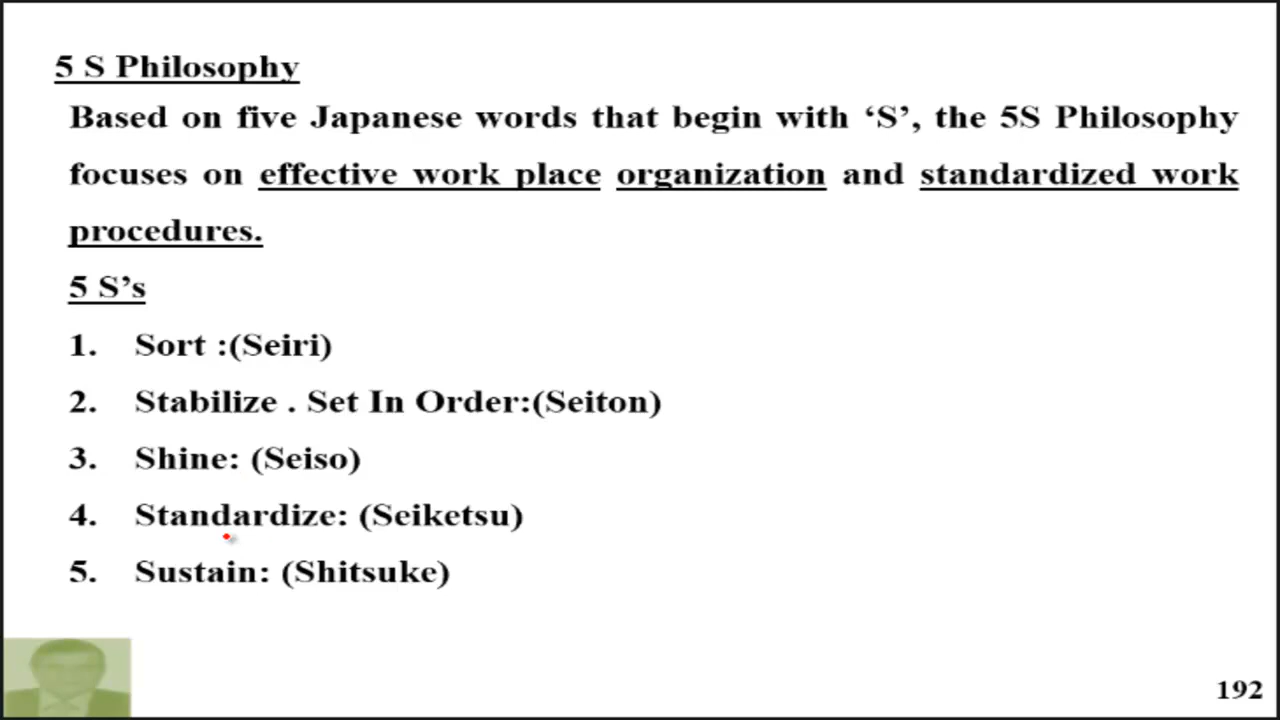 5 S Philosophy
Based on five Japanese words that begin with ‘S’, the 5S Philosophy
focuses on effective work place organization and standardized work
procedures.
5 S’s
1. Sort :(Seiri)
2. Stabilize . Set In Order:(Seiton)
3. Shine: (Seiso)
4. Standardize: (Seiketsu)
5. Sustain: (Shitsuke)
192